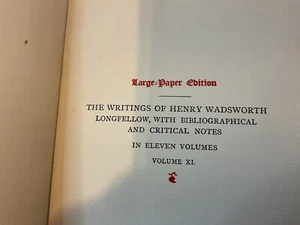 Large-Paper Edition
THE WRITINGS OF HENRY WADSWORTH
LONGFELLOW, WITH BIBLIOGRAPHICAL
AND CRITICAL NOTES
IN ELEVEN VOLUMES
VOLUME XI.